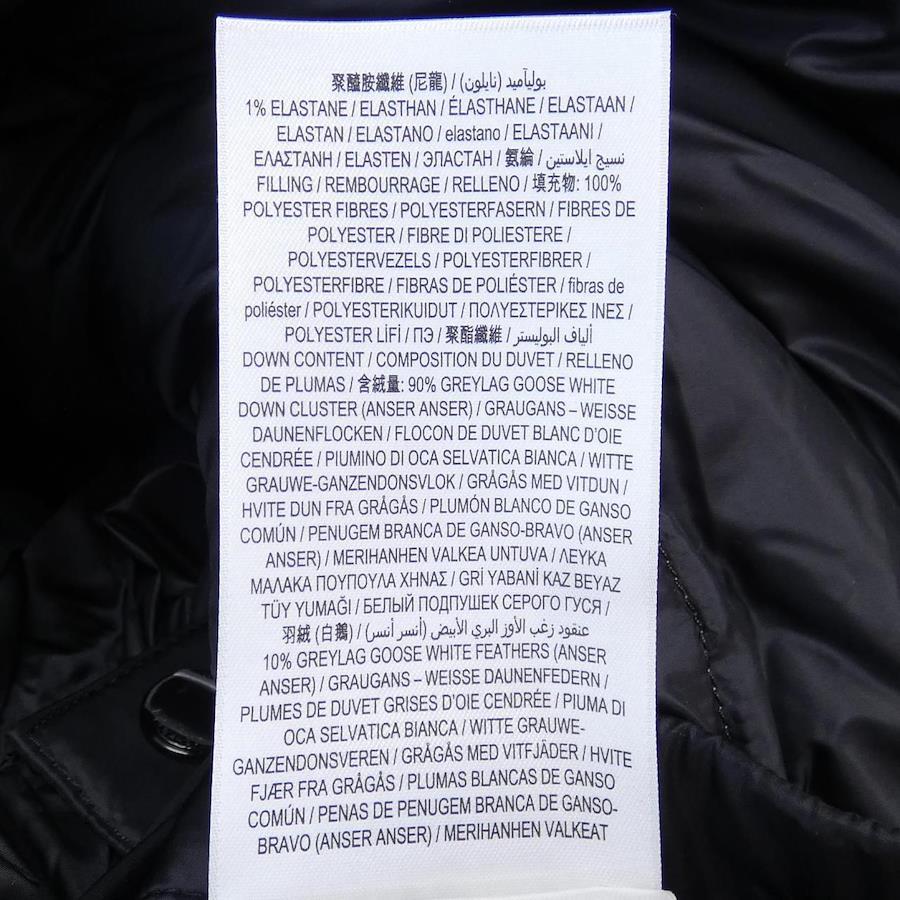 聚醯胺纖維 (尼龍) / بوليآميد (نايلون)
1% ELASTANE / ELASTHAN / ÉLASTHANE / ELASTAAN /
ELASTAN / ELASTANO / elastano / ELASTAANI /
ΕΛΑΣΤΑΝΗ / ELASTEN / ЭЛАСТАН / 氨綸 / نسيج ايلاستين
FILLING / REMBOURRAGE / RELLENO / 填充物: 100%
POLYESTER FIBRES / POLYESTERFASERN / FIBRES DE
POLYESTER / FIBRE DI POLIESTERE /
POLYESTERVEZELS / POLYESTERFIBRER /
POLYESTERFIBRE / FIBRAS DE POLIÉSTER / fibras de
poliéster / POLYESTERIKUIDUT / ΠΟΛΥΕΣΤΕΡΙΚΕΣ ΙΝΕΣ /
POLYESTER LİFİ / ПЭ / 聚酯纖維 / ألياف البوليستر
DOWN CONTENT / COMPOSITION DU DUVET / RELLENO
DE PLUMAS / 含絨量: 90% GREYLAG GOOSE WHITE
DOWN CLUSTER (ANSER ANSER) / GRAUGANS – WEISSE
DAUNENFLOCKEN / FLOCON DE DUVET BLANC D'OIE
CENDRÉE / PIUMINO DI OCA SELVATICA BIANCA / WITTE
GRAUWE-GANZENDONSVLOK / GRÅGÅS MED VITDUN /
HVITE DUN FRA GRÅGÅS / PLUMÓN BLANCO DE GANSO
COMÚN / PENUGEM BRANCA DE GANSO-BRAVO (ANSER
ANSER) / MERIHANHEN VALKEA UNTUVA / ΛΕΥΚΑ
ΜΑΛΑΚΑ ΠΟΥΠΟΥΛΑ ΧΗΝΑΣ / GRİ YABANİ KAZ BEYAZ
TÜY YUMAĞI / БЕЛЫЙ ПОДПУШЕК СЕРОГО ГУСЯ /
羽絨 (白鵝) / عنقود زغب الأوز البري الأبيض (أنسر أنسر)
10% GREYLAG GOOSE WHITE FEATHERS (ANSER
ANSER) / GRAUGANS – WEISSE DAUNENFEDERN /
PLUMES DE DUVET GRISES D'OIE CENDRÉE / PIUMA DI
OCA SELVATICA BIANCA / WITTE GRAUWE-
GANZENDONSVEREN / GRÅGÅS MED VITFJÄDER / HVITE
FJÆR FRA GRÅGÅS / PLUMAS BLANCAS DE GANSO
COMÚN / PENAS DE PENUGEM BRANCA DE GANSO-
BRAVO (ANSER ANSER) / MERIHANHEN VALKEAT